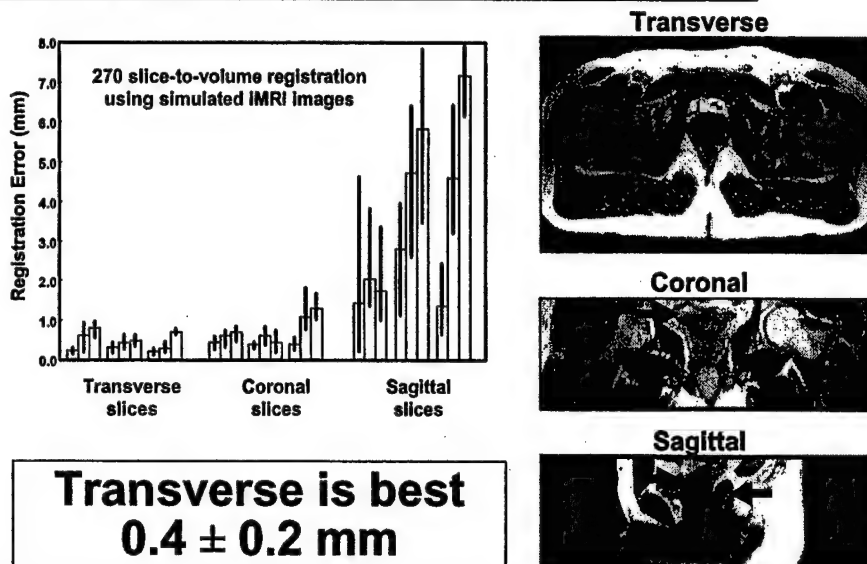 8.0
7.0
6.0
5.0
4.0
3.0
2.0
1.0
0.0
Registration Error (mm)
270 slice-to-volume registration
using simulated iMRI images
Transverse
slices
Coronal
slices
Sagittal
slices
Transverse is best
0.4 ± 0.2 mm
Transverse
Coronal
Sagittal